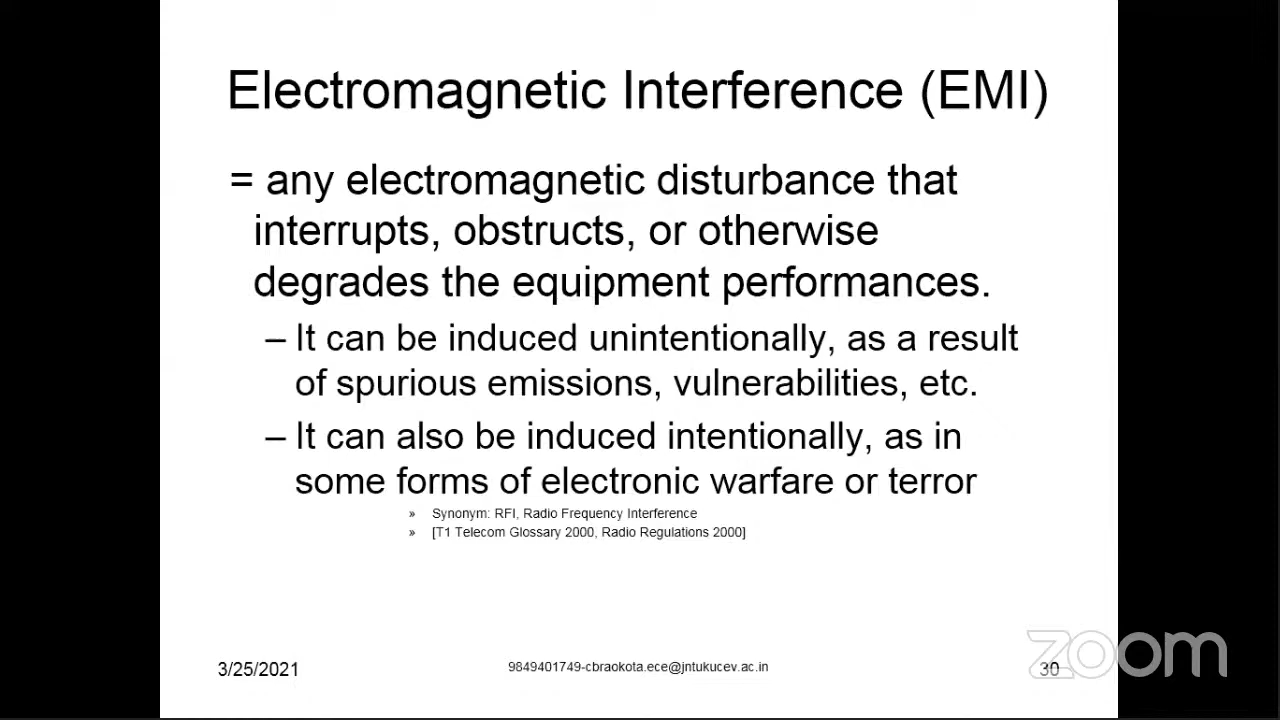 Electromagnetic Interference (EMI)
= any electromagnetic disturbance that
interrupts, obstructs, or otherwise
degrades the equipment performances.
– It can be induced unintentionally, as a result
of spurious emissions, vulnerabilities, etc.
– It can also be induced intentionally, as in
some forms of electronic warfare or terror
» Synonym: RFI, Radio Frequency Interference
» [T1 Telecom Glossary 2000, Radio Regulations 2000]
3/25/2021
9849401749-cbraokota.ece@jntukucev.ac.in
30
zoom